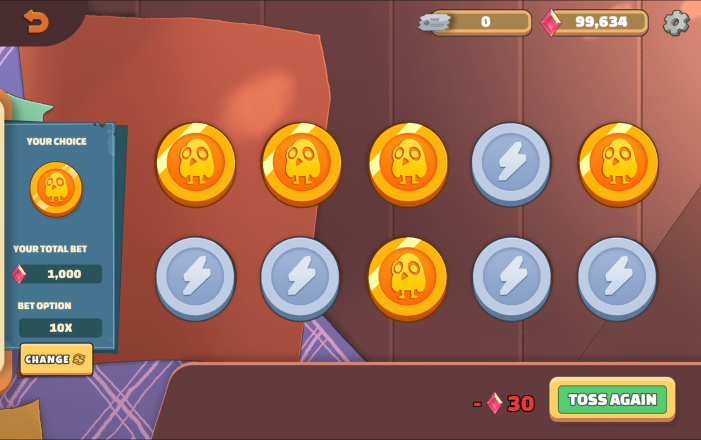 0
99,634
YOUR CHOICE
YOUR TOTAL BET
1,000
BET OPTION
10X
CHANGE
- 30
TOSS AGAIN